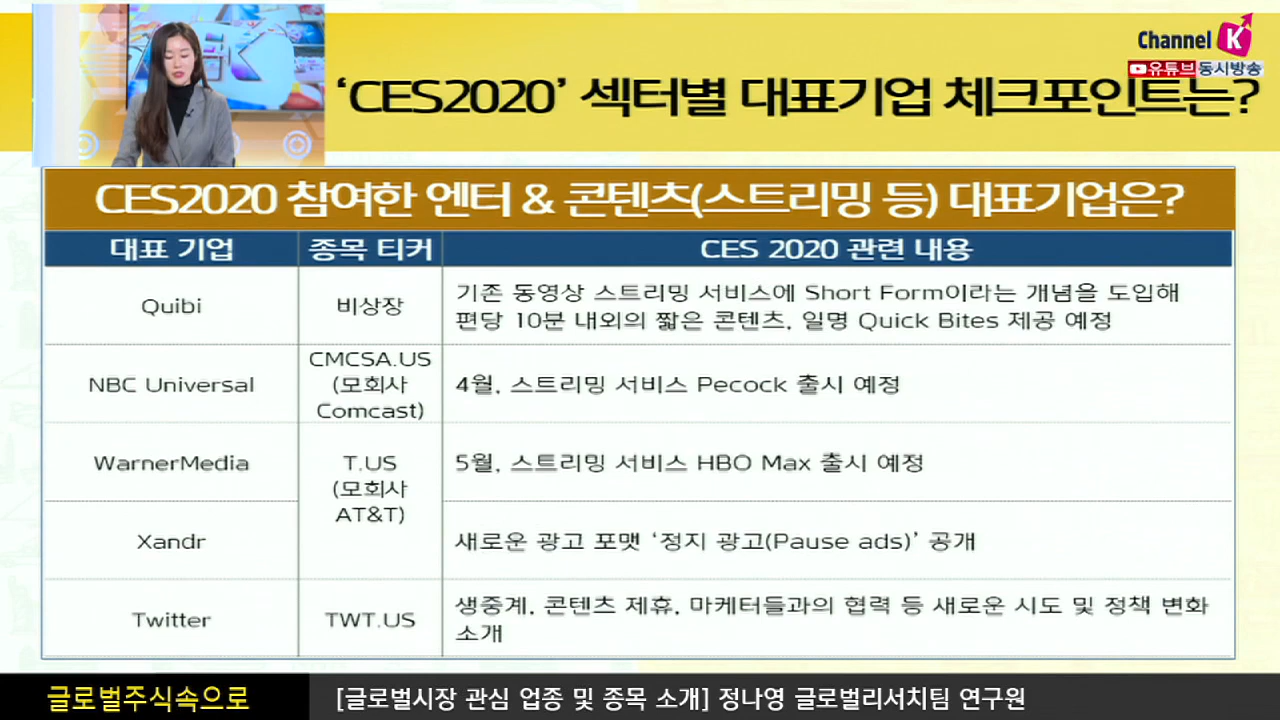 Channel K
유튜브 동시방송
‘CES2020’ 섹터별 대표기업 체크포인트는?
CES2020 참여한 엔터 & 콘텐츠(스트리밍 등) 대표기업은?
대표 기업 종목 티커 CES 2020 관련 내용
Quibi 비상장 기존 동영상 스트리밍 서비스에 Short Form이라는 개념을 도입해
편당 10분 내외의 짧은 콘텐츠, 일명 Quick Bites 제공 예정
NBC Universal
CMCSA.US
(모회사
Comcast)
4월, 스트리밍 서비스 Pecock 출시 예정
WarnerMedia
T.US
(모회사
AT&T)
5월, 스트리밍 서비스 HBO Max 출시 예정
Xandr
새로운 광고 포맷 ‘정지 광고(Pause ads)’ 공개
Twitter
TWT.US
생중계, 콘텐츠 제휴, 마케터들과의 협력 등 새로운 시도 및 정책 변화
소개
글로벌주식속으로
[글로벌시장 관심 업종 및 종목 소개] 정나영 글로벌리서치팀 연구원